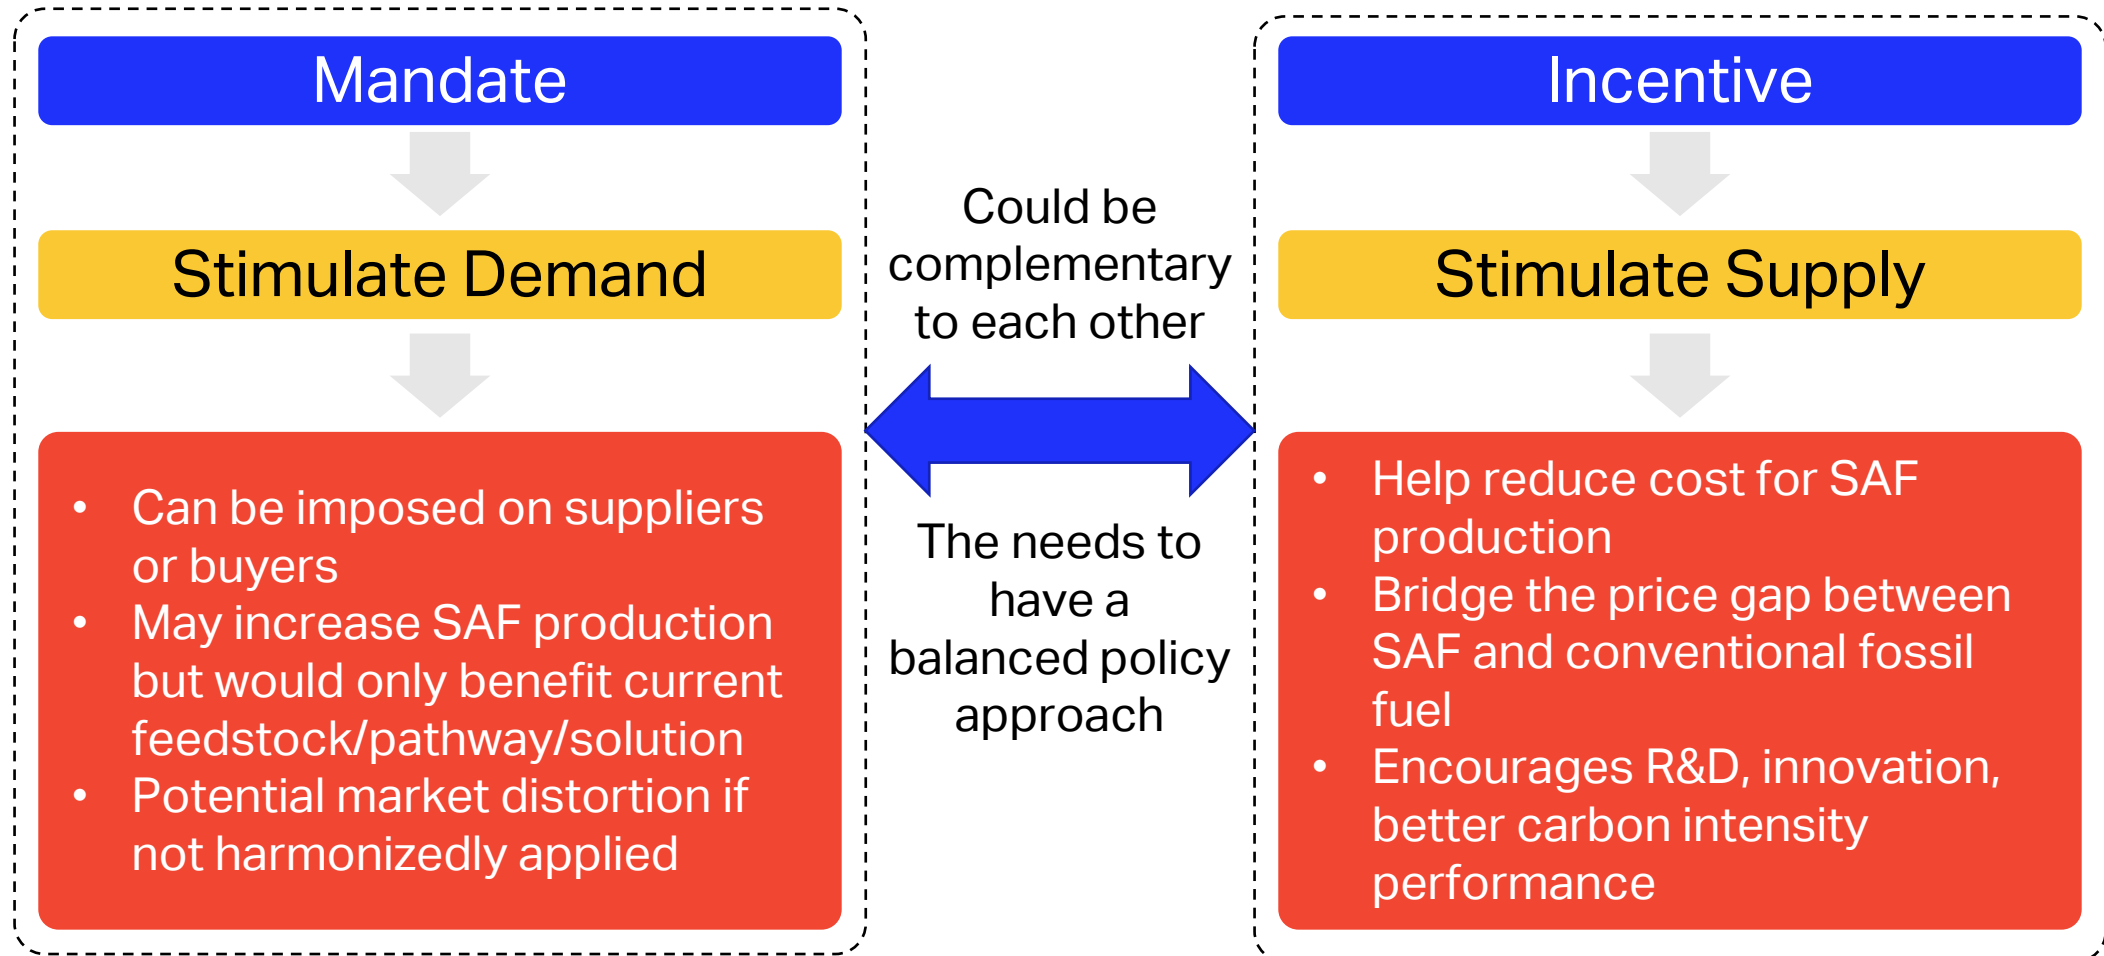 Mandate
Stimulate Demand
• Can be imposed on suppliers
or buyers
• May increase SAF production
but would only benefit current
feedstock/pathway/solution
• Potential market distortion if
not harmonizedly applied
Could be
complementary
to each other
The needs to
have a
balanced policy
approach
Incentive
Stimulate Supply
• Help reduce cost for SAF
production
• Bridge the price gap between
SAF and conventional fossil
fuel
• Encourages R&D, innovation,
better carbon intensity
performance